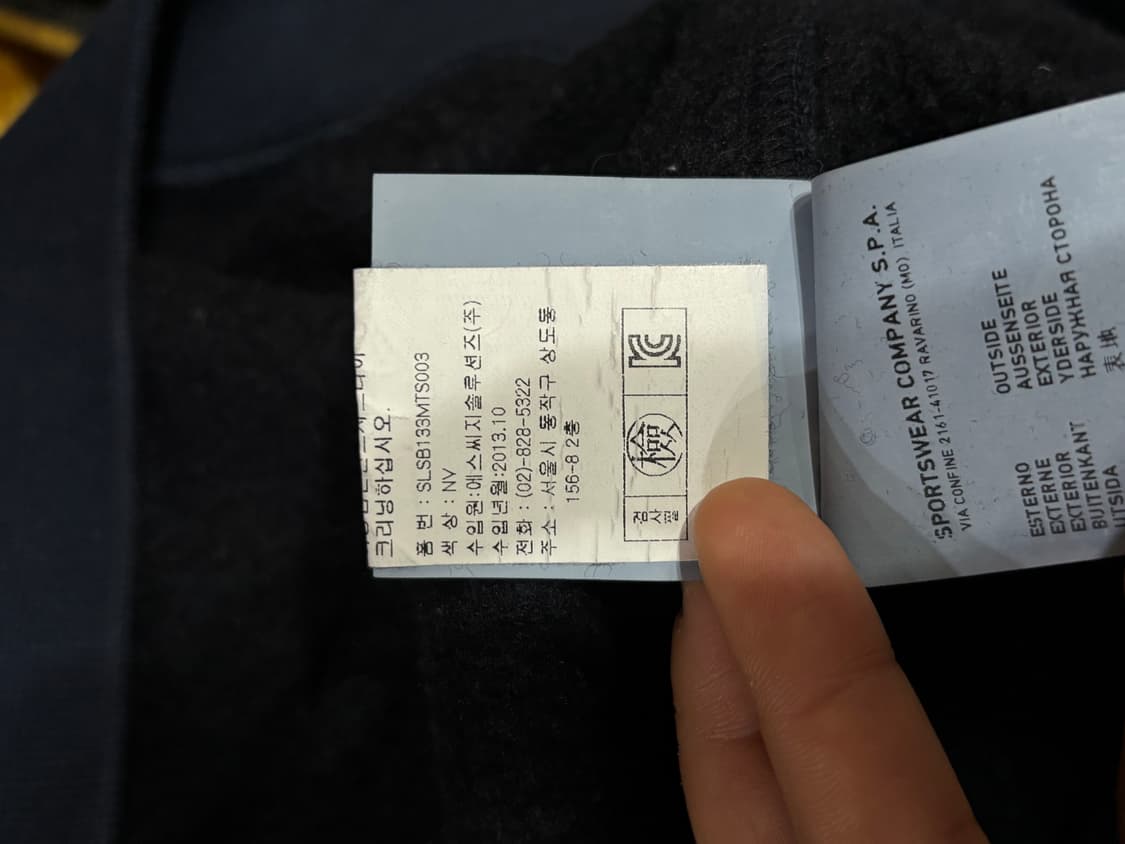 크리닝하십시오.
품 번 : SLSB133MTS003
색 상 : NV
수입원:에스씨지솔루션즈(주)
수입년월:2013.10
전화 : (02)-828-5322
주소 : 서울시 동작구 상도동
156-8 2층
검사필 檢
SPORTSWEAR COMPANY S.P.A.
VIA CONFINE 2161-41017 RAVARINO (MO) ITALIA
ESTERNO OUTSIDE
EXTERNE AUSSENSEITE
EXTERIOR EXTERIOR
BUITENKANT YDERSIDE
UTSIDA НАРУЖНАЯ СТОРОНА
表地